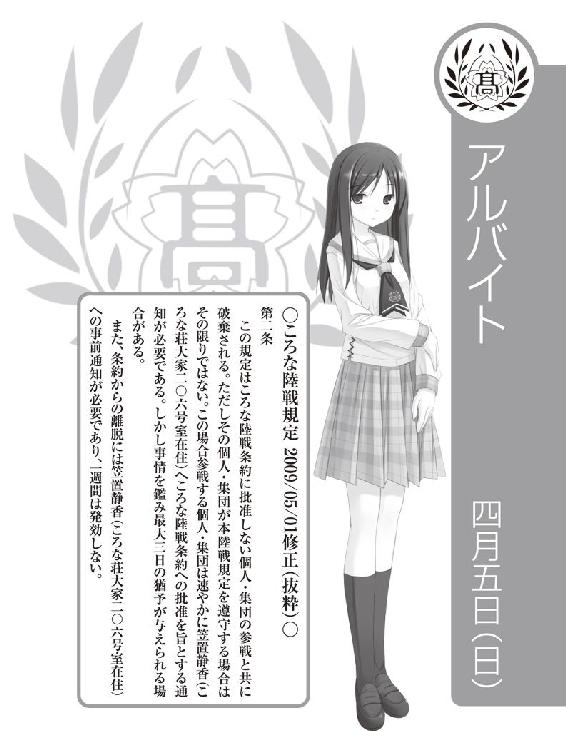 高
アルバイト
四月五日(日)
高
〇ころな陸戦規定 2009/05/01修正(抜粋)〇
第二条
この規定はころな陸戦条約に批准しない個人・集団の参戦と共に
破棄される。ただしその個人・集団が本陸戦規定を遵守する場合は
その限りではない。この場合参戦する個人・集団は速やかに笠置静香(こ
ろな荘大家二〇六号室在住)へころな陸戦条約への批准を旨とする通
知が必要である。しかし事情を鑑み最大三日の猶予が与えられる場
合がある。
また、条約からの離脱には笠置静香(ころな荘大家二〇六号室在住)
への事前通知が必要であり、一週間は発効しない。